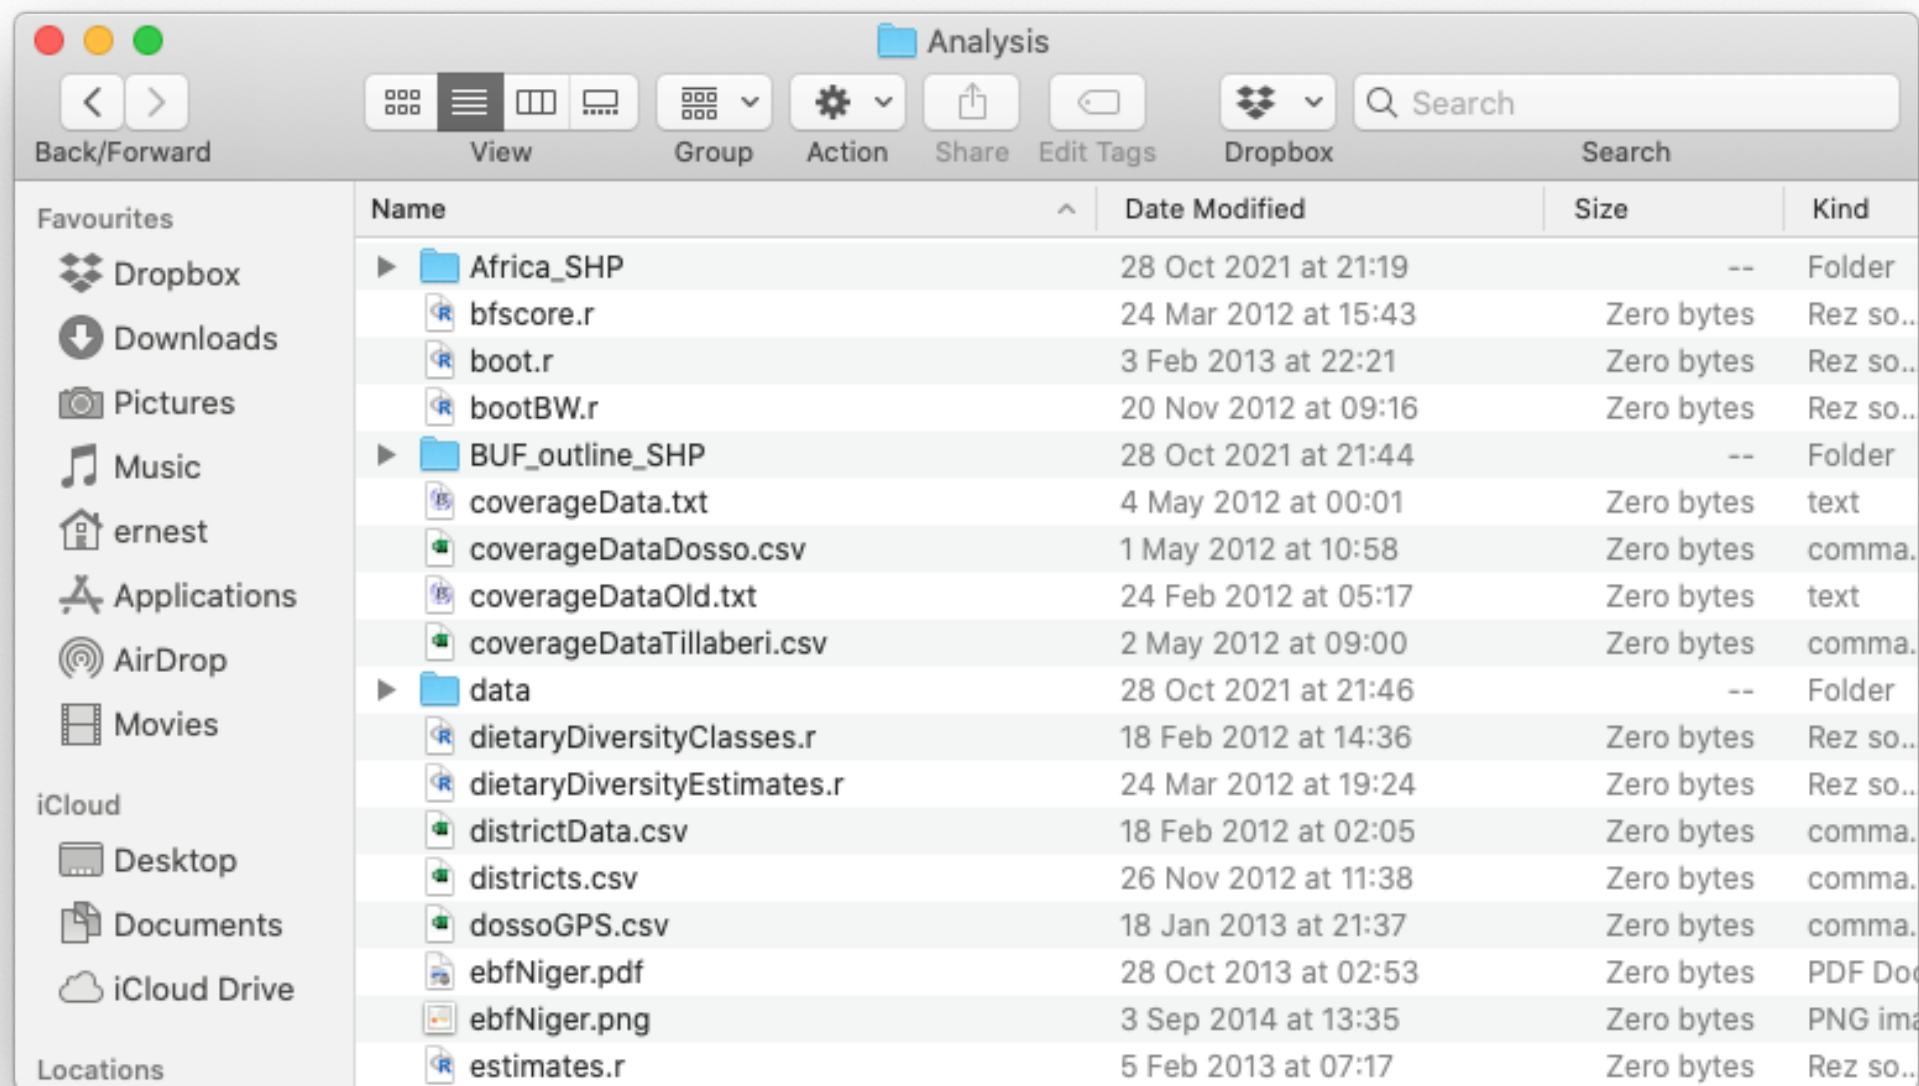 Analysis
Search
Back/Forward View Group Action Share Edit Tags Dropbox Search
Favourites
Dropbox
Downloads
Pictures
Music
ernest
Applications
AirDrop
Movies
iCloud
Desktop
Documents
iCloud Drive
Locations
Name Date Modified Size Kind
Africa_SHP 28 Oct 2021 at 21:19 -- Folder
bfscore.r 24 Mar 2012 at 15:43 Zero bytes Rez so...
boot.r 3 Feb 2013 at 22:21 Zero bytes Rez so...
bootBW.r 20 Nov 2012 at 09:16 Zero bytes Rez so...
BUF_outline_SHP 28 Oct 2021 at 21:44 -- Folder
coverageData.txt 4 May 2012 at 00:01 Zero bytes text
coverageDataDosso.csv 1 May 2012 at 10:58 Zero bytes comma.
coverageDataOld.txt 24 Feb 2012 at 05:17 Zero bytes text
coverageDataTillaberi.csv 2 May 2012 at 09:00 Zero bytes comma.
data 28 Oct 2021 at 21:46 -- Folder
dietaryDiversityClasses.r 18 Feb 2012 at 14:36 Zero bytes Rez so...
dietaryDiversityEstimates.r 24 Mar 2012 at 19:24 Zero bytes Rez so...
districtData.csv 18 Feb 2012 at 02:05 Zero bytes comma.
districts.csv 26 Nov 2012 at 11:38 Zero bytes comma.
dossoGPS.csv 18 Jan 2013 at 21:37 Zero bytes comma.
ebfNiger.pdf 28 Oct 2013 at 02:53 Zero bytes PDF Doc
ebfNiger.png 3 Sep 2014 at 13:35 Zero bytes PNG ima
estimates.r 5 Feb 2013 at 07:17 Zero bytes Rez so...